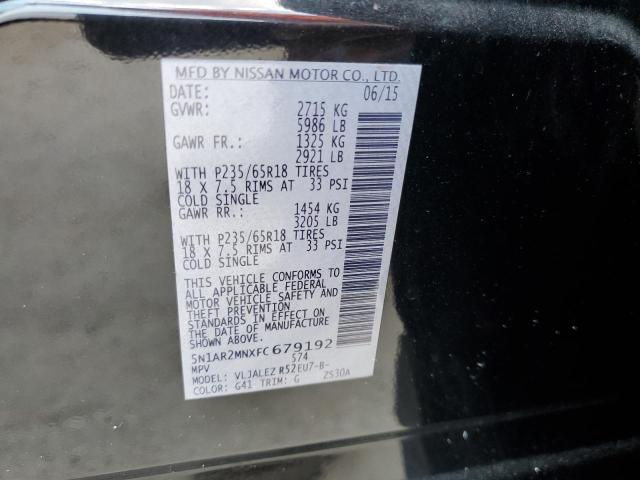 MFD BY NISSAN MOTOR CO., LTD.
DATE: 06/15
GVWR: 2715 KG
5986 LB
GAWR FR.: 1325 KG
2921 LB
WITH P235/65R18 TIRES
18 X 7.5 RIMS AT 33 PSI
COLD SINGLE
GAWR RR.: 1454 KG
3205 LB
WITH P235/65R18 TIRES
18 X 7.5 RIMS AT 33 PSI
COLD SINGLE
THIS VEHICLE CONFORMS TO
ALL APPLICABLE FEDERAL
MOTOR VEHICLE SAFETY AND
THEFT PREVENTION
STANDARDS IN EFFECT ON
DATE OF MANUFACTURE.
5N1AR2MNXFC679192
MPV 574
MODEL: VLJALEZ R52EU7-B-
COLOR: G41 TRIM: G ZS30A